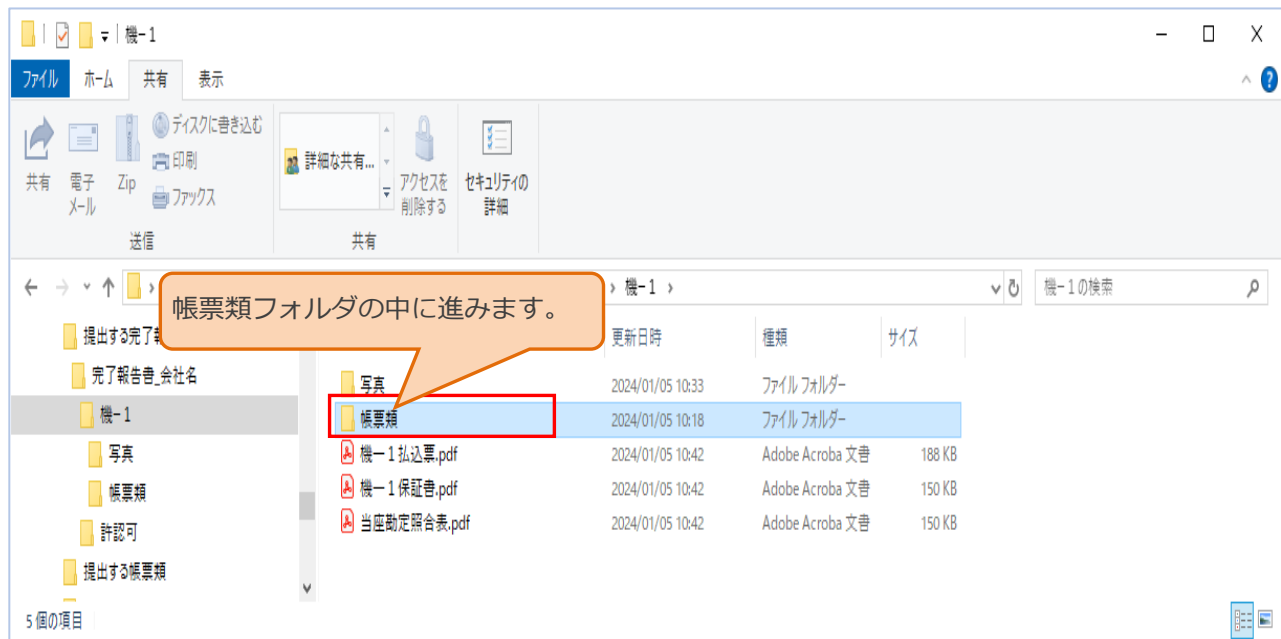 機-1
ファイル ホーム 共有 表示
共有
電子
メール
Zip
ディスクに書き込む
印刷
ファックス
送信
詳細な共有...
アクセスを
削除する
共有
セキュリティの
詳細
帳票類フォルダの中に進みます。
› 機-1 ›
機-1の検索
更新日時 種類 サイズ
提出する完了
完了報告書_会社名
機-1
写真
帳票類
許認可
提出する帳票類
写真 2024/01/05 10:33 ファイル フォルダー
帳票類 2024/01/05 10:18 ファイル フォルダー
機ー1払込票.pdf 2024/01/05 10:42 Adobe Acroba 文書 188 KB
機ー1保証書.pdf 2024/01/05 10:42 Adobe Acroba 文書 150 KB
当座勘定照合表.pdf 2024/01/05 10:42 Adobe Acroba 文書 150 KB
5 個の項目